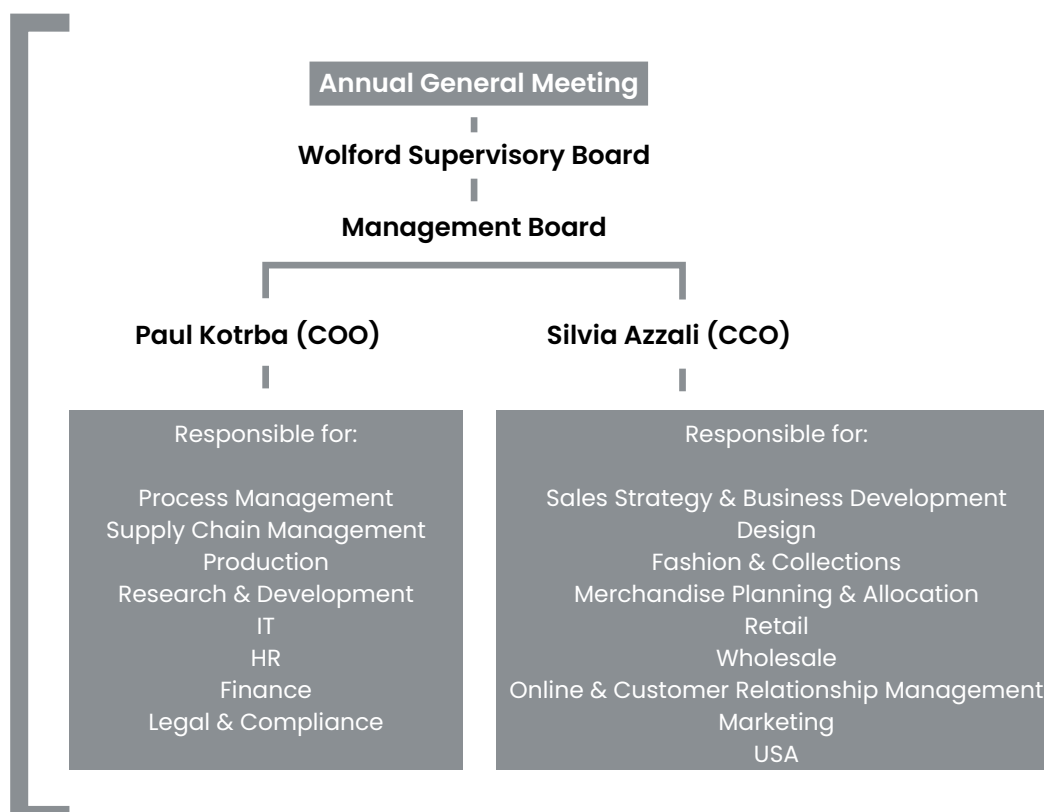 Annual General Meeting
Wolford Supervisory Board
Management Board
Paul Kotrba (COO)
Responsible for:
Process Management
Supply Chain Management
Production
Research & Development
IT
HR
Finance
Legal & Compliance
Silvia Azzali (CCO)
Responsible for:
Sales Strategy & Business Development
Design
Fashion & Collections
Merchandise Planning & Allocation
Retail
Wholesale
Online & Customer Relationship Management
Marketing
USA